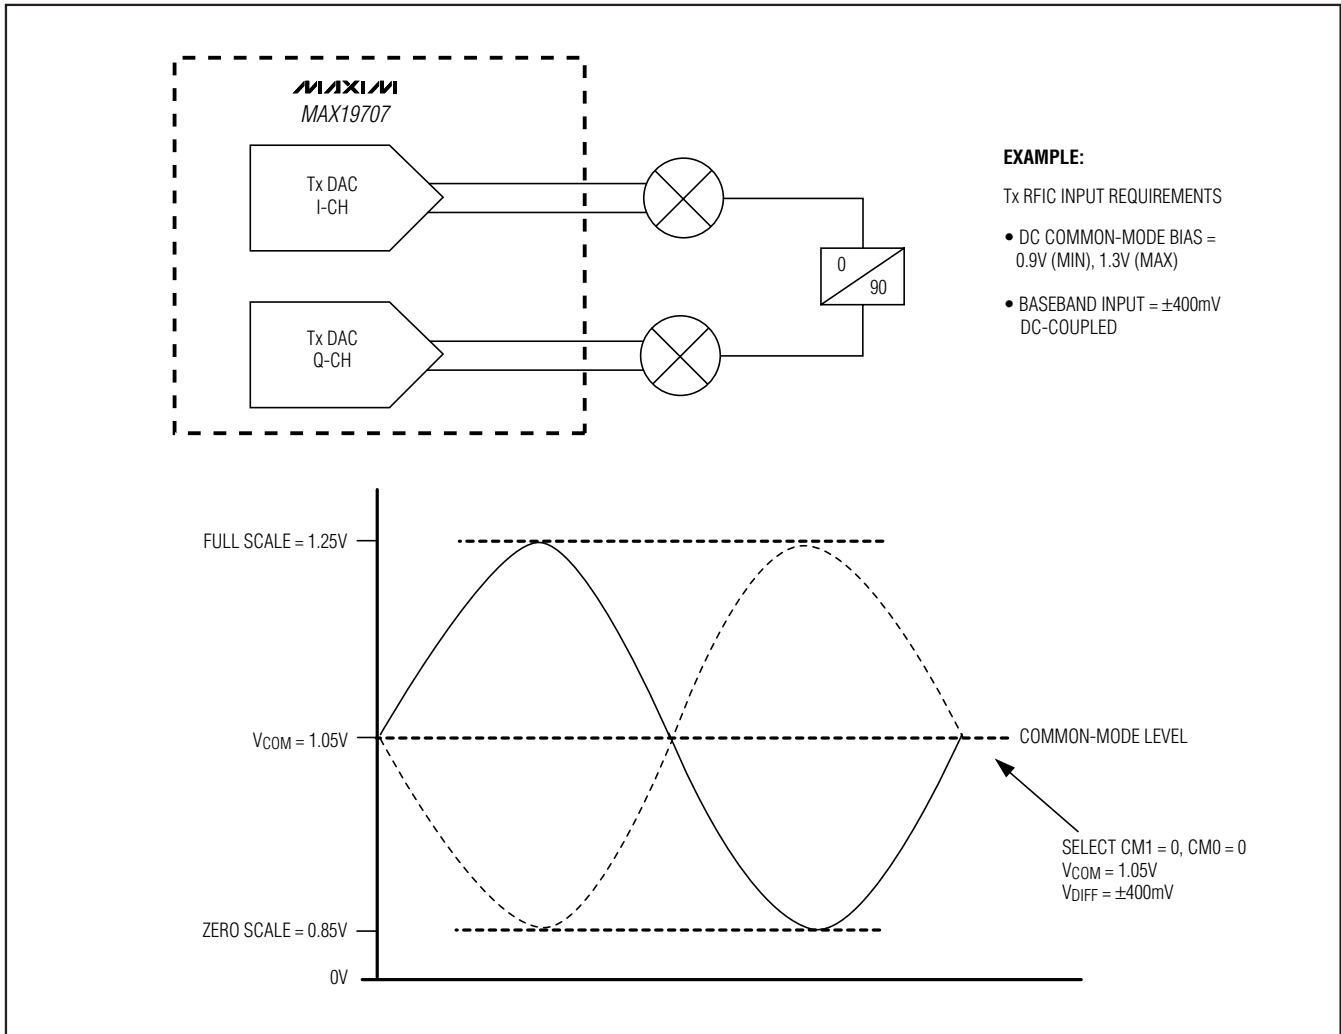 MAXIM
MAX19707
Tx DAC
I-CH
Tx DAC
Q-CH
0
90
EXAMPLE:
Tx RFIC INPUT REQUIREMENTS
• DC COMMON-MODE BIAS =
0.9V (MIN), 1.3V (MAX)
• BASEBAND INPUT = ±400mV
DC-COUPLED
FULL SCALE = 1.25V
VCOM = 1.05V
COMMON-MODE LEVEL
SELECT CM1 = 0, CM0 = 0
VCOM = 1.05V
VDIFF = ±400mV
ZERO SCALE = 0.85V
0V